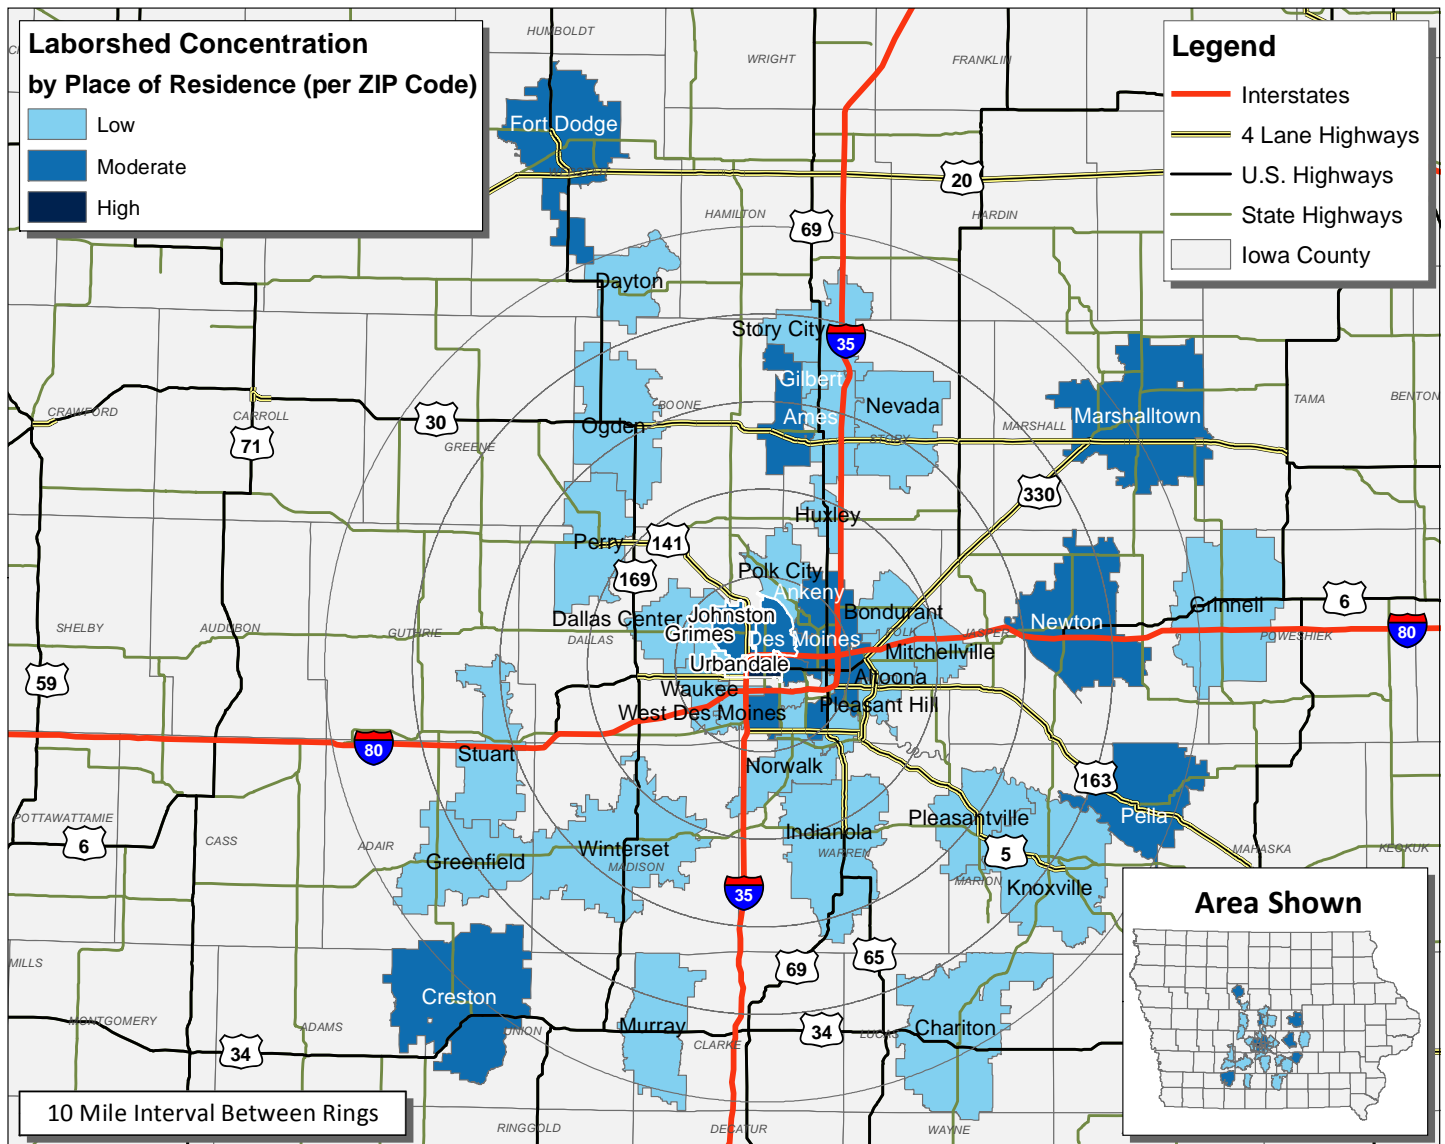 Laborshed Concentration
by Place of Residence (per ZIP Code)
Low
Moderate
High
Legend
Interstates
4 Lane Highways
U.S. Highways
State Highways
Iowa County
HUMBOLDT
WRIGHT
FRANKLIN
Fort Dodge
20
HAMILTON
HARDIN
69
Dayton
Story City
35
Gilbert
Nevada
Ames
Marshalltown
TAMA
BENTON
CRAWFORD
CARROLL
30
BOONE
Ogden
GREENE
STORY
MARSHALL
71
330
Huxley
Perry
141
169
Polk City
Ankeny
Dallas Center
Johnston
Bondurant
Grimes
Des Moines
POLK
JASPER
Newton
Grinnell
6
POWESHIEK
80
SHELBY
AUDUBON
GUTHRIE
DALLAS
Mitchellville
Urbandale
Altoona
Waukee
Pleasant Hill
West Des Moines
59
80
Stuart
Norwalk
163
Pella
POTTAWATTAMIE
6
CASS
ADAIR
Greenfield
Winterset
MADISON
Indianola
WARREN
Pleasantville
5
MARION
Knoxville
MAHASKA
KEOKUK
35
Area Shown
MILLS
69
65
Creston
MONTGOMERY
ADAMS
UNION
34
Murray
CLARKE
34
LUCAS
Chariton
10 Mile Interval Between Rings
RINGGOLD
DECATUR
WAYNE